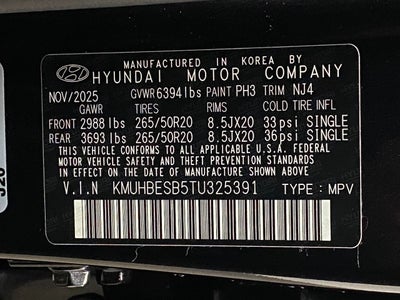 MANUFACTURED IN KOREA BY
HYUNDAI MOTOR COMPANY
NOV/2025 GVWR 6394lbs PAINT PH3 TRIM NJ4
GAWR TIRES RIMS COLD TIRE INFL
FRONT 2988 lbs 265/50R20 8.5JX20 33psi SINGLE
REAR 3693 lbs 265/50R20 8.5JX20 36psi SINGLE
THIS VEHICLE CONFORMS TO ALL APPLICABLE U.S.A. FEDERAL
MOTOR VEHICLE SAFETY STANDARDS IN EFFECT ON THE
DATE OF MANUFACTURE SHOWN ABOVE
V.I.N KMUHBESB5TU325391 TYPE : MPV